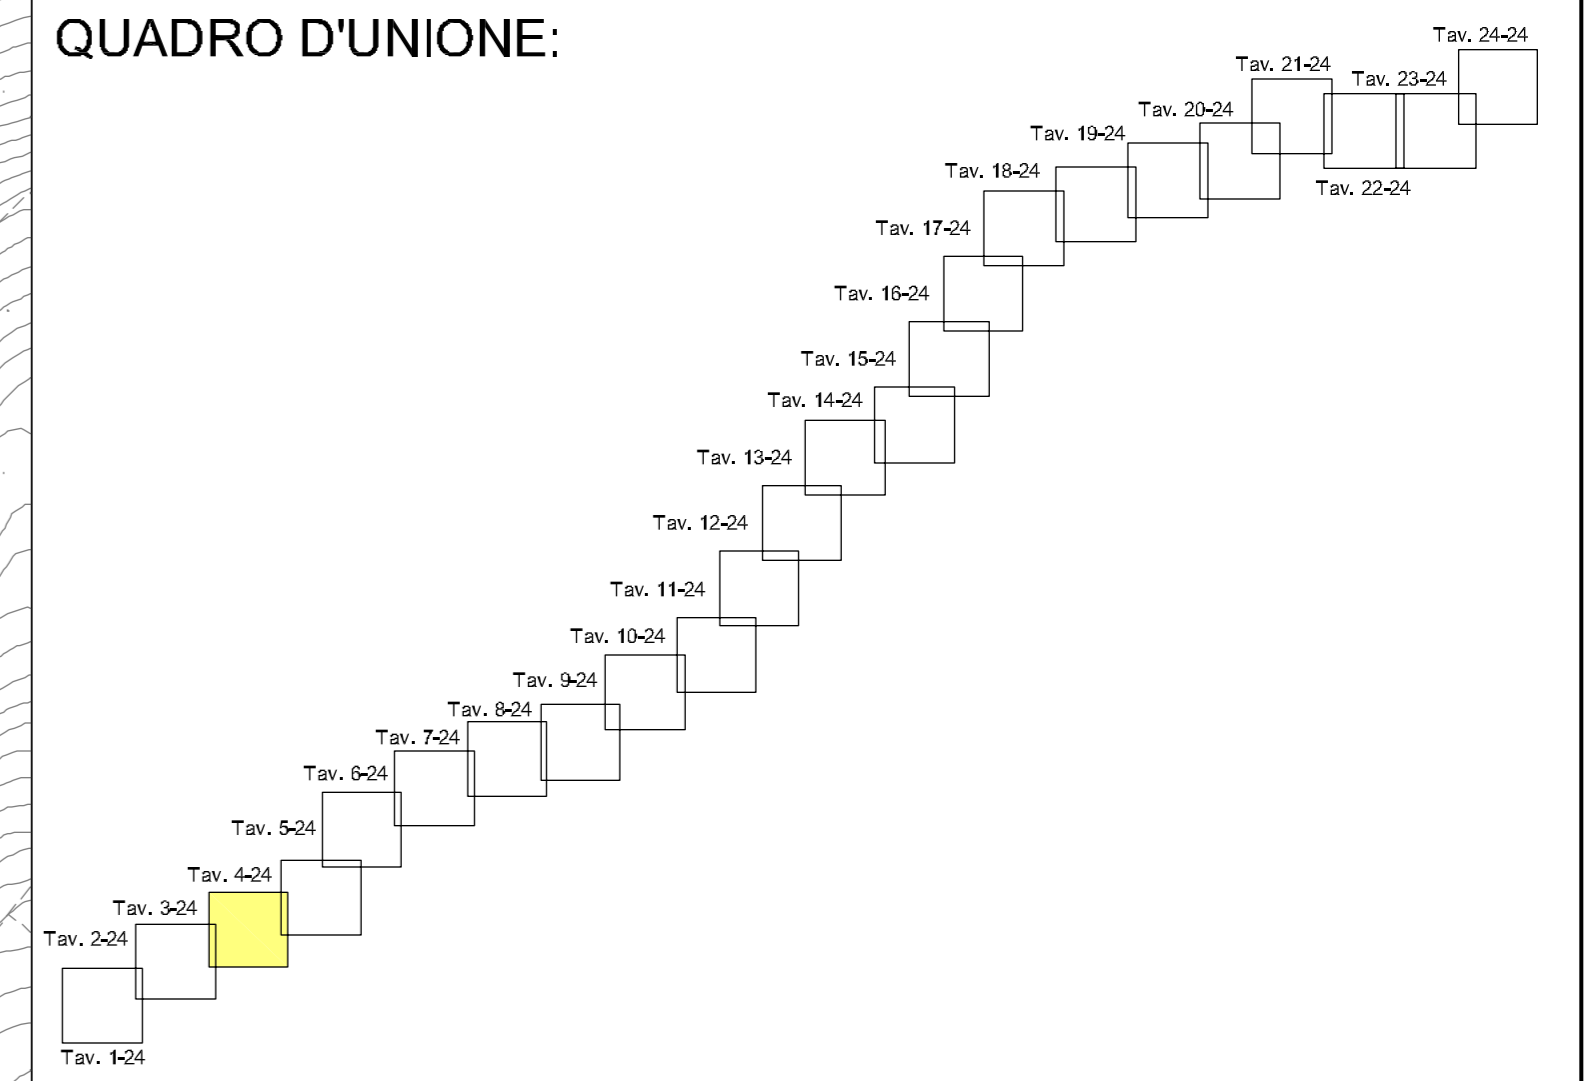 QUADRO D'UNIONE:
Tav. 24-24
Tav. 21-24
Tav. 23-24
Tav. 20-24
Tav. 19-24
Tav. 18-24
Tav. 22-24
Tav. 17-24
Tav. 16-24
Tav. 15-24
Tav. 14-24
Tav. 13-24
Tav. 12-24
Tav. 11-24
Tav. 10-24
Tav. 9-24
Tav. 8-24
Tav. 7-24
Tav. 6-24
Tav. 5-24
Tav. 4-24
Tav. 3-24
Tav. 2-24
Tav. 1-24